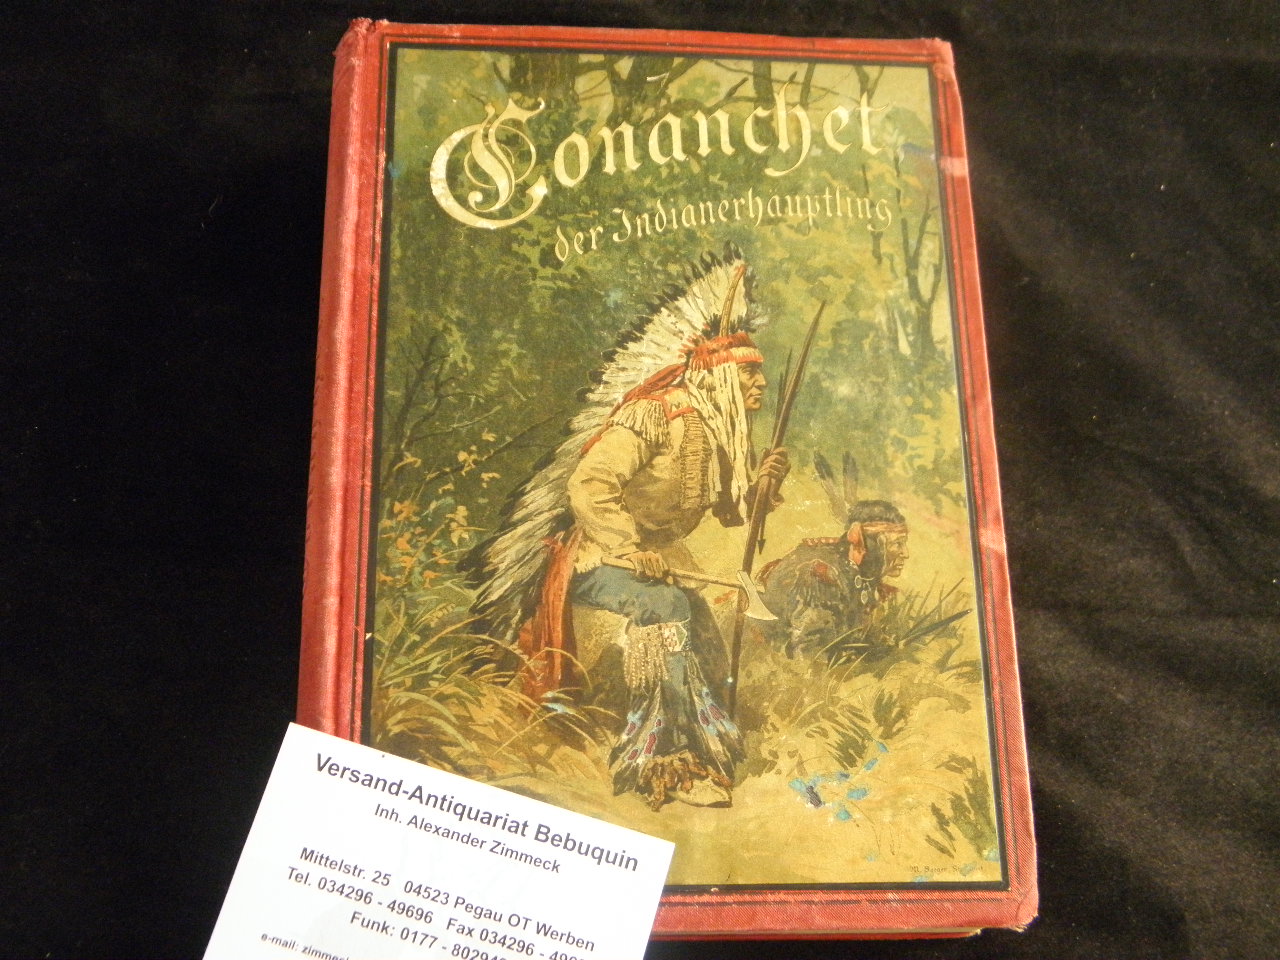 Conanchet
der Indianerhäuptling
Versand-Antiquariat Bebuquin
Inh. Alexander Zimmeck
Mittelstr. 25 04523 Pegau OT Werben
Tel. 034296 - 49696 Fax 034296 -
Funk: 0177 -
e-mail: